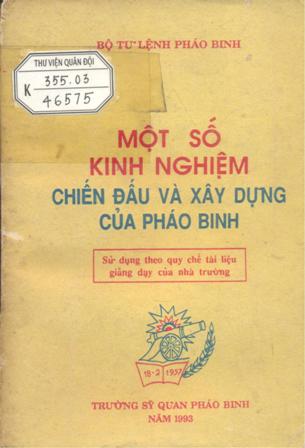 BỘ TƯ LỆNH PHÁO BINH
THƯ VIỆN QUÂN ĐỘI
K 355.03
46575
MỘT SỐ
KINH NGHIỆM
CHIẾN ĐẤU VÀ XÂY DỰNG
CỦA PHÁO BINH
Sử dụng theo quy chế tài liệu
giảng dạy của nhà trường
18-2 1957
TRƯỜNG SỸ QUAN PHÁO BINH
NĂM 1993